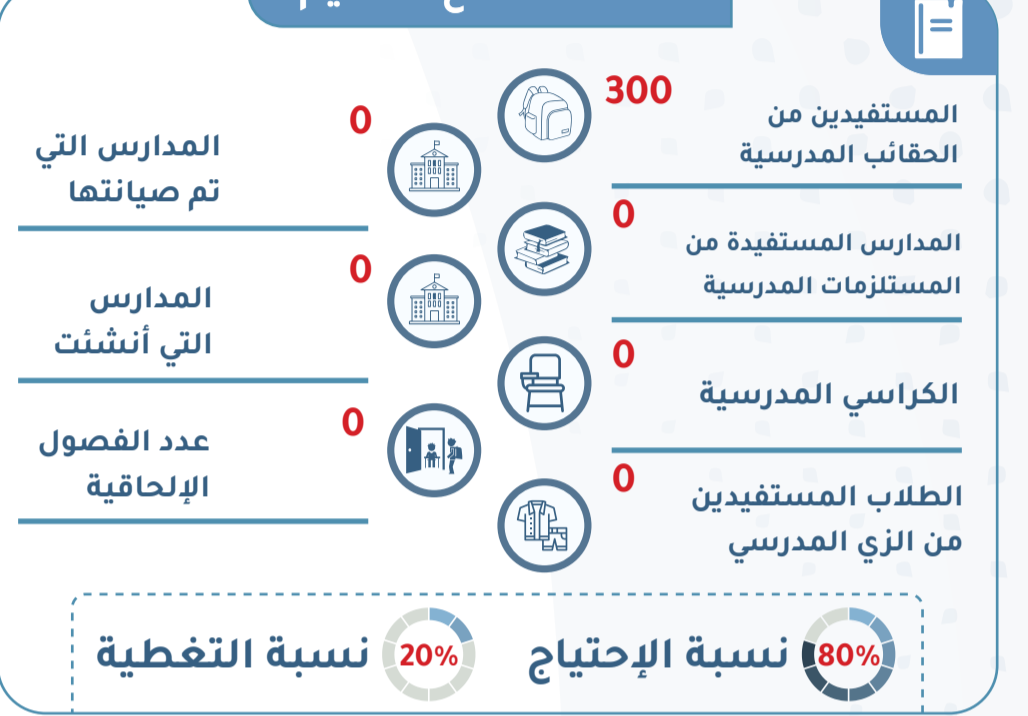 300
المستفيدين من
الحقائب المدرسية
0
المدارس المستفيدة من
المستلزمات المدرسية
0
الكراسي المدرسية
0
الطلاب المستفيدين
من الزي المدرسي
0
المدارس التي
تم صيانتها
0
المدارس
التي أنشئت
0
عدد الفصول
الإلحاقية
80% نسبة الإحتياج
20% نسبة التغطية